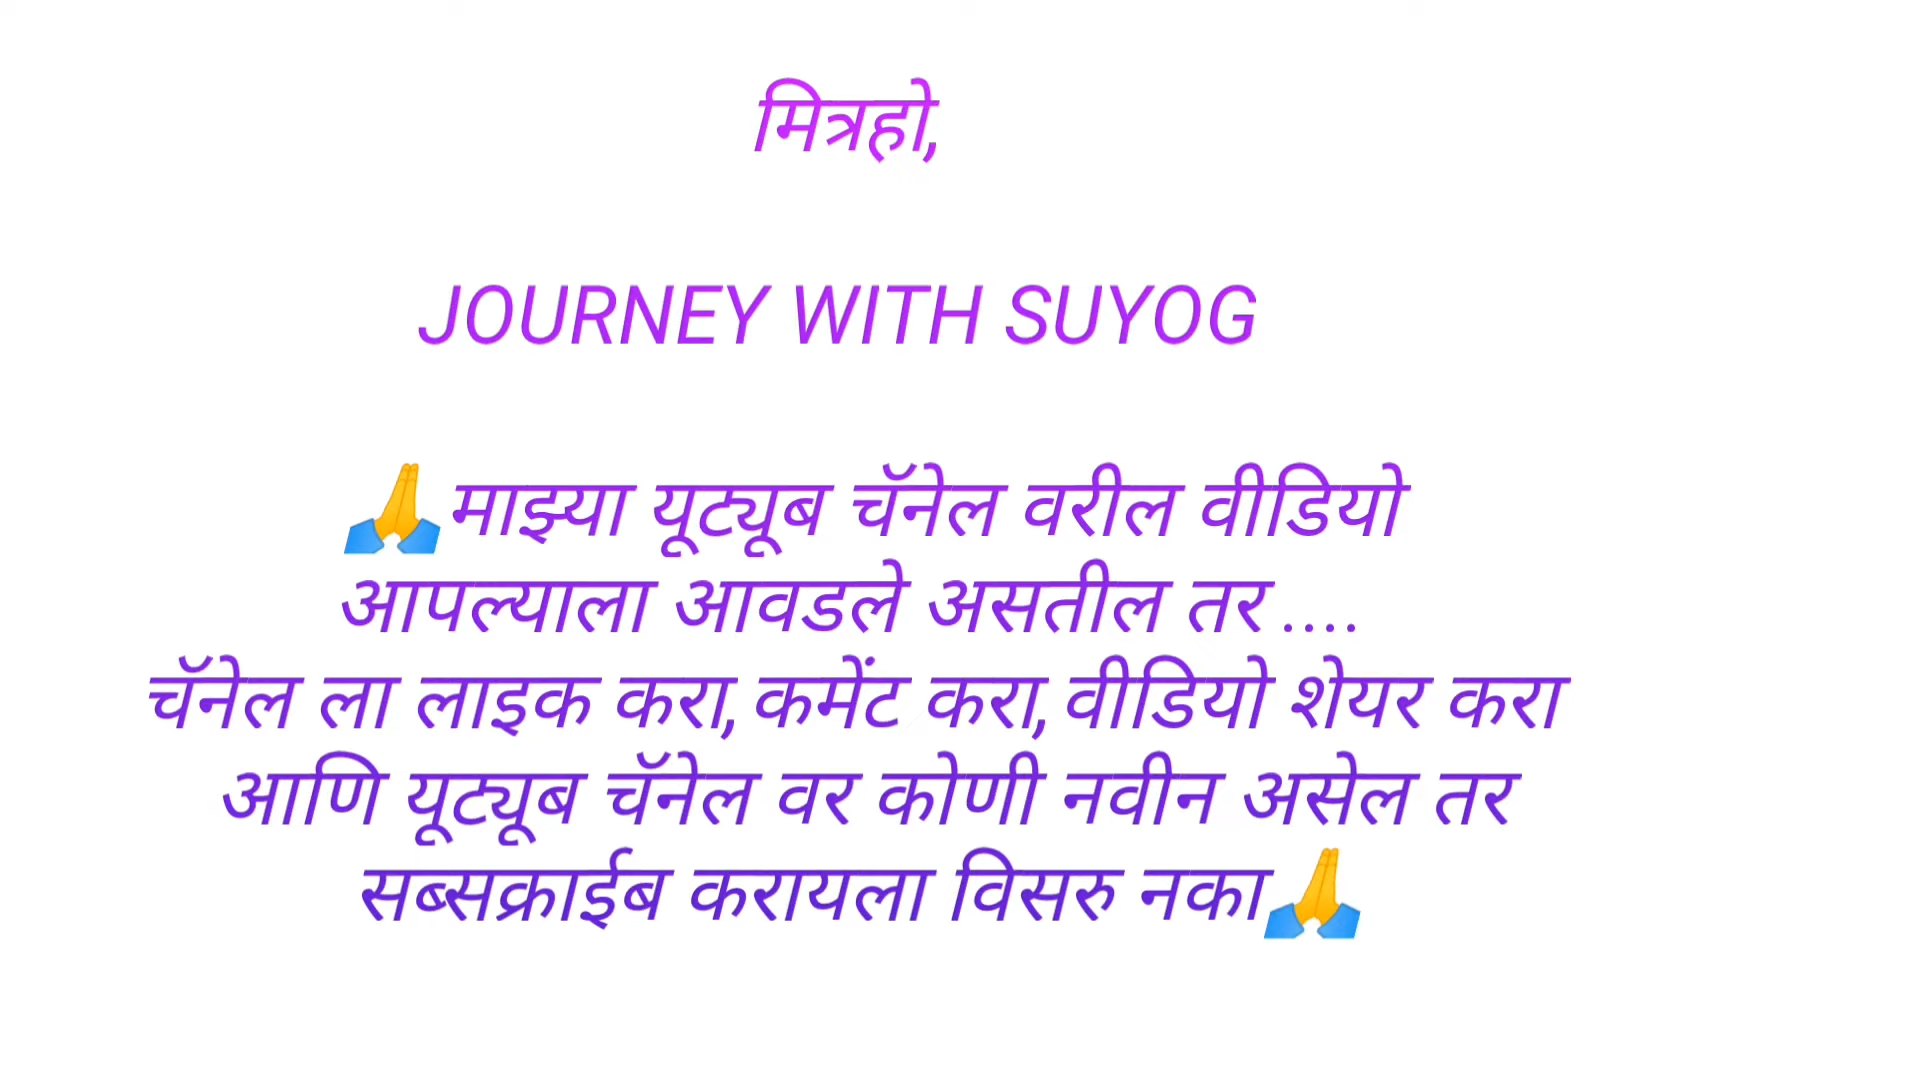 मित्रहो,
JOURNEY WITH SUYOG
🙏माझ्या यूट्यूब चॅनेल वरील वीडियो
आपल्याला आवडले असतील तर ....
चॅनेल ला लाइक करा,कमेंट करा,वीडियो शेयर करा
आणि यूट्यूब चॅनेल वर कोणी नवीन असेल तर
सब्सक्राईब करायला विसरु नका🙏